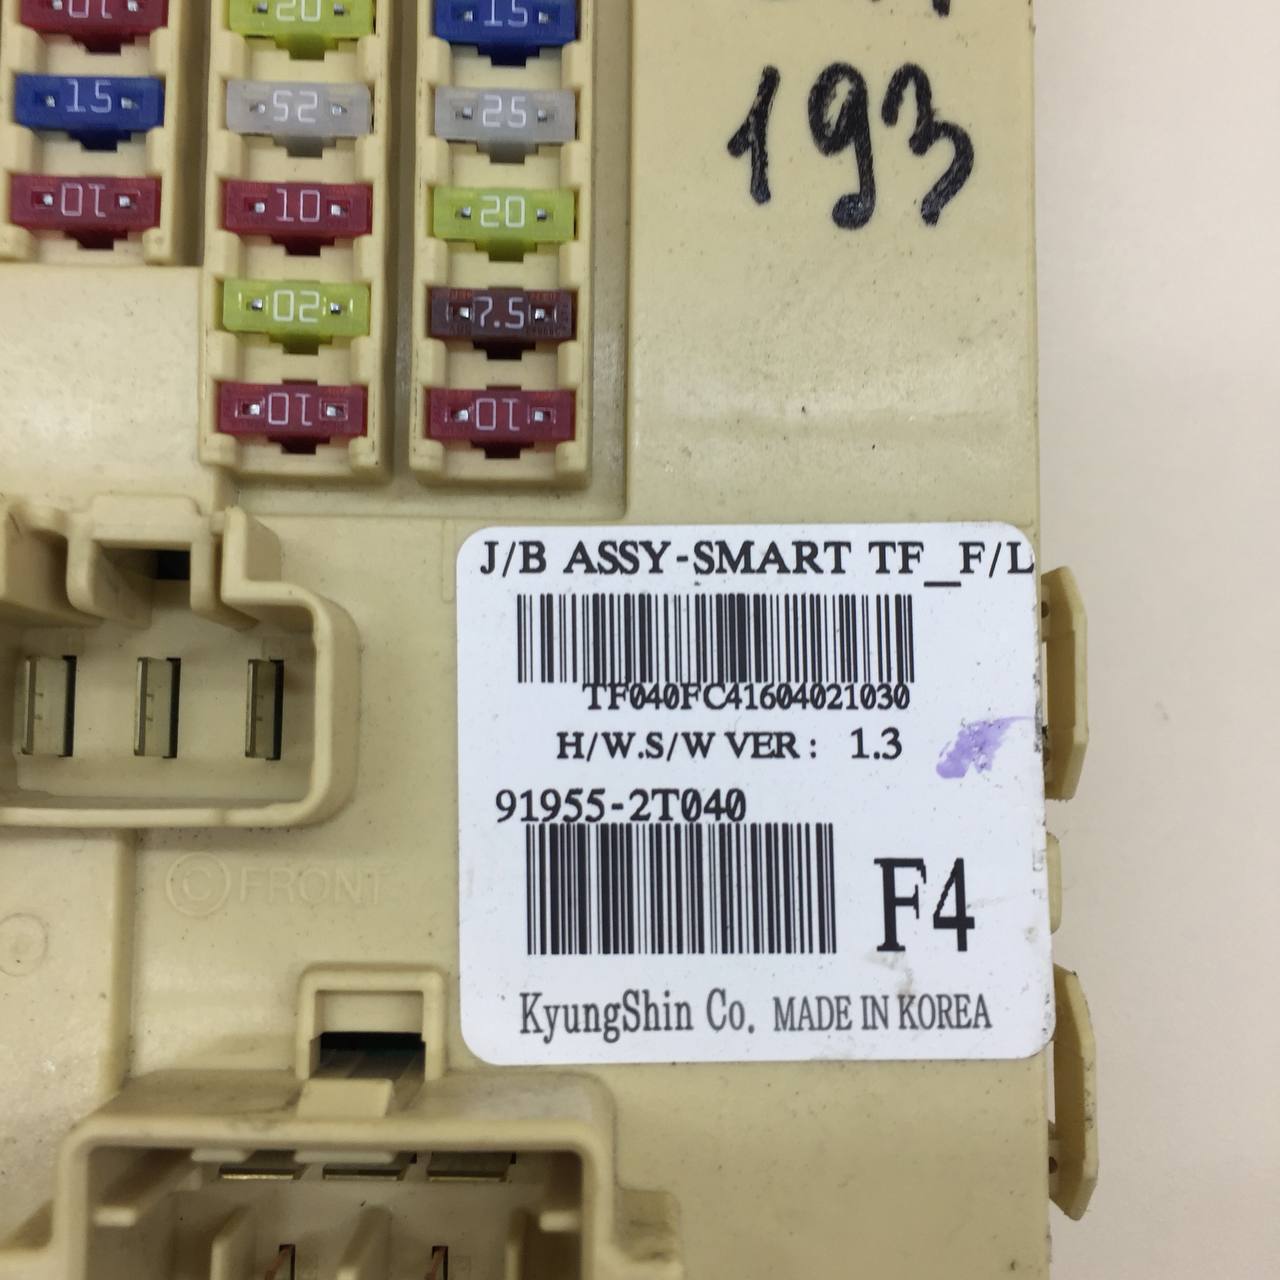 10 20 15
15 25 25
10 10 20
20 7.5
10 10
193
J/B ASSY-SMART TF_F/L
TF040FC41604021030
H/W.S/W VER : 1.3
91955-2T040
F4
KyungShin Co. MADE IN KOREA
© FRONT